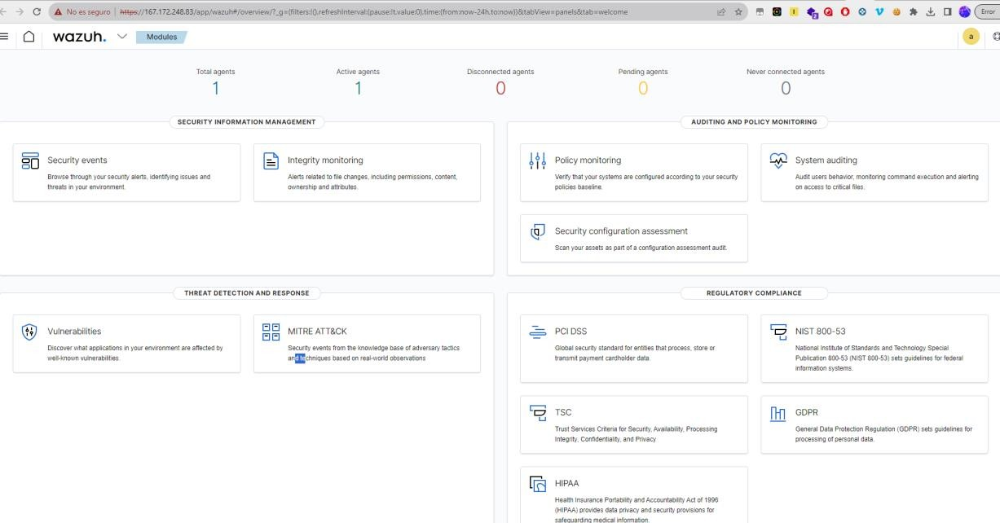 No es seguro https://167.172.248.83/app/wazuh#/overview/?_g=(filters:!(),refreshInterval:(pause:!t,value:0),time:(from:now-24h,to:now))&tabView=panels&tab=welcome
Error
wazuh. Modules a
Total agents Active agents Disconnected agents Pending agents Never connected agents
1 1 0 0 0
SECURITY INFORMATION MANAGEMENT
Security events
Browse through your security alerts, identifying issues and
threats in your environment.
Integrity monitoring
Alerts related to file changes, including permissions, content,
ownership and attributes.
AUDITING AND POLICY MONITORING
Policy monitoring
Verify that your systems are configured according to your security
policies baseline.
System auditing
Audit users behavior, monitoring command execution and alerting
on access to critical files.
Security configuration assessment
Scan your assets as part of a configuration assessment audit.
THREAT DETECTION AND RESPONSE
Vulnerabilities
Discover what applications in your environment are affected by
well-known vulnerabilities.
MITRE ATT&CK
Security events from the knowledge base of adversary tactics
and techniques based on real-world observations
REGULATORY COMPLIANCE
PCI DSS
Global security standard for entities that process, store or
transmit payment cardholder data.
NIST 800-53
National Institute of Standards and Technology Special
Publication 800-53 (NIST 800-53) sets guidelines for federal
information systems.
TSC
Trust Services Criteria for Security, Availability, Processing
Integrity, Confidentiality, and Privacy
GDPR
General Data Protection Regulation (GDPR) sets guidelines for
processing of personal data.
HIPAA
Health Insurance Portability and Accountability Act of 1996
(HIPAA) provides data privacy and security provisions for
safeguarding medical information.